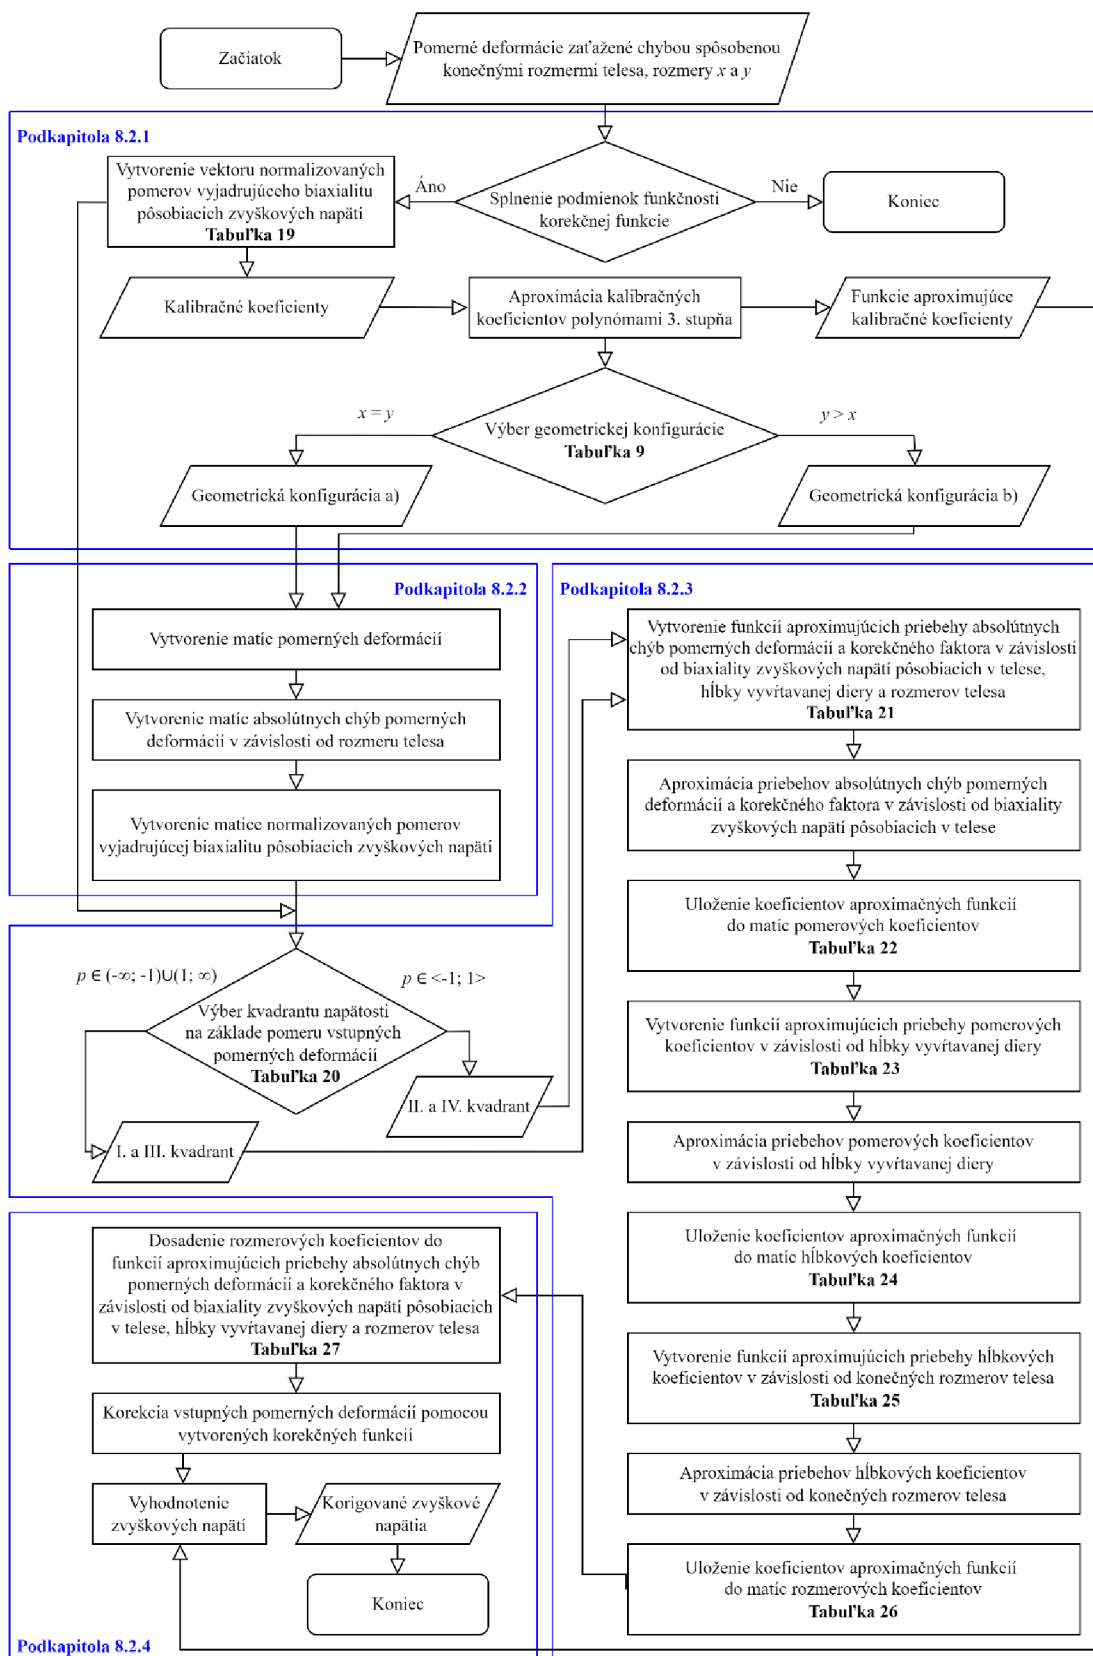 Začiatok
Pomerné deformácie zaťažené chybou spôsobenou
konečnými rozmermi telesa, rozmery x a y
Podkapitola 8.2.1
Vytvorenie vektoru normalizovaných
pomerov vyjadrujúceho biaxialitu
pôsobiacich zvyškových napätí
Tabuľka 19
Áno
Splnenie podmienok funkčnosti
korekčnej funkcie
Nie
Koniec
Kalibračné koeficienty
Aproximácia kalibračných
koeficientov polynómami 3. stupňa
Funkcie aproximujúce
kalibračné koeficienty
x = y
Výber geometrickej konfigurácie
Tabuľka 9
y > x
Geometrická konfigurácia a)
Geometrická konfigurácia b)
Podkapitola 8.2.2
Vytvorenie matíc pomerných deformácií
Vytvorenie matíc absolútnych chýb pomerných
deformácií v závislosti od rozmeru telesa
Vytvorenie matice normalizovaných pomerov
vyjadrujúcej biaxialitu pôsobiacich zvyškových napätí
p ∈ (-∞; -1)∪(1; ∞)
p ∈ <-1; 1>
Výber kvadrantu napätosti
na základe pomeru vstupných
pomerných deformácií
Tabuľka 20
II. a IV. kvadrant
I. a III. kvadrant
Podkapitola 8.2.3
Vytvorenie funkcií aproximujúcich priebehy absolútnych
chýb pomerných deformácií a korekčného faktora v závislosti
od biaxiality zvyškových napätí pôsobiacich v telese,
hĺbky vyvŕtavanej diery a rozmerov telesa
Tabuľka 21
Aproximácia priebehov absolútnych chýb pomerných
deformácií a korekčného faktora v závislosti od biaxiality
zvyškových napätí pôsobiacich v telese
Uloženie koeficientov aproximačných funkcií
do matíc pomerových koeficientov
Tabuľka 22
Vytvorenie funkcií aproximujúcich priebehy pomerových
koeficientov v závislosti od hĺbky vyvŕtavanej diery
Tabuľka 23
Aproximácia priebehov pomerových koeficientov
v závislosti od hĺbky vyvŕtavanej diery
Uloženie koeficientov aproximačných funkcií
do matíc hĺbkových koeficientov
Tabuľka 24
Vytvorenie funkcií aproximujúcich priebehy hĺbkových
koeficientov v závislosti od konečných rozmerov telesa
Tabuľka 25
Aproximácia priebehov hĺbkových koeficientov
v závislosti od konečných rozmerov telesa
Uloženie koeficientov aproximačných funkcií
do matíc rozmerových koeficientov
Tabuľka 26
Dosadenie rozmerových koeficientov do
funkcií aproximujúcich priebehy absolútnych chýb
pomerných deformácií a korekčného faktora v
závislosti od biaxiality zvyškových napätí pôsobiacich
v telese, hĺbky vyvŕtavanej diery a rozmerov telesa
Tabuľka 27
Korekcia vstupných pomerných deformácií pomocou
vytvorených korekčných funkcií
Vyhodnotenie
zvyškových napätí
Korigované zvyškové
napätia
Koniec
Podkapitola 8.2.4